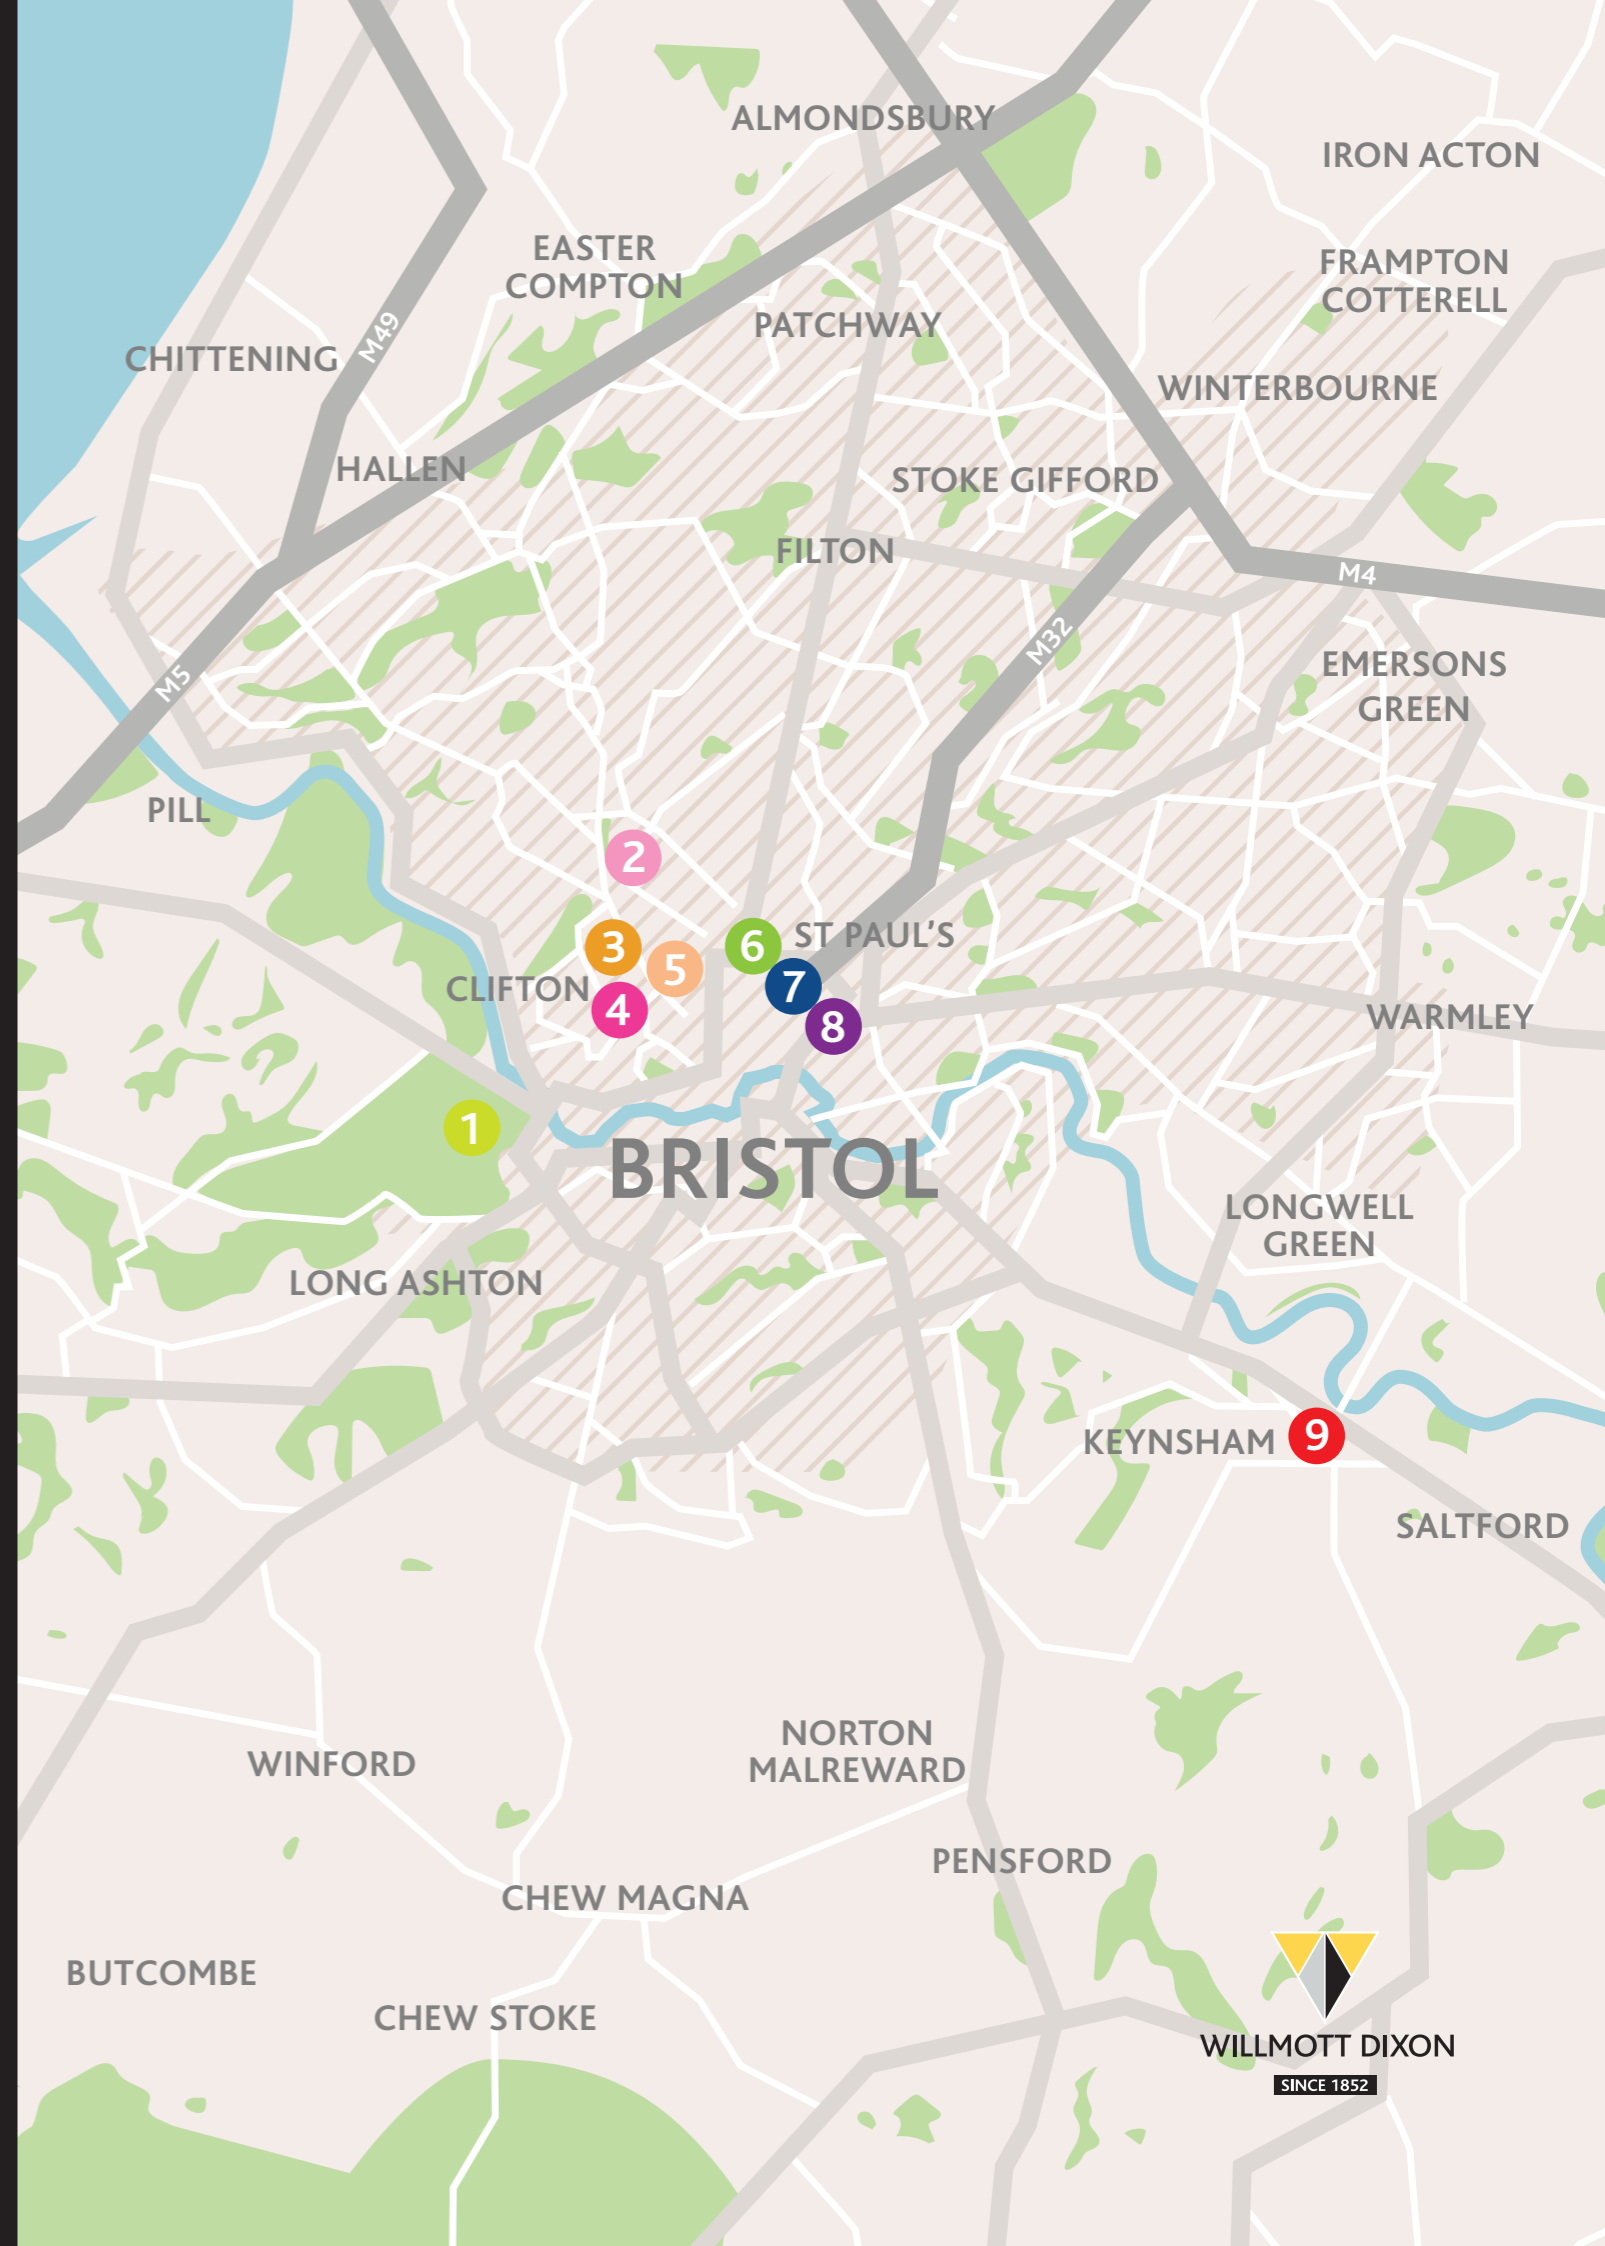 ALMONDSBURY
IRON ACTON
EASTER
COMPTON
FRAMPTON
COTTERELL
PATCHWAY
M49
CHITTENING
WINTERBOURNE
HALLEN
STOKE GIFFORD
FILTON
M4
M32
EMERSONS
GREEN
M5
PILL
2
ST PAUL'S
3
6
5
CLIFTON
7
4
8
WARMLEY
1
BRISTOL
LONGWELL
GREEN
LONG ASHTON
KEYNSHAM
9
SALTFORD
NORTON
MALREWARD
WINFORD
PENSFORD
CHEW MAGNA
BUTCOMBE
CHEW STOKE
WILLMOTT DIXON
SINCE 1852